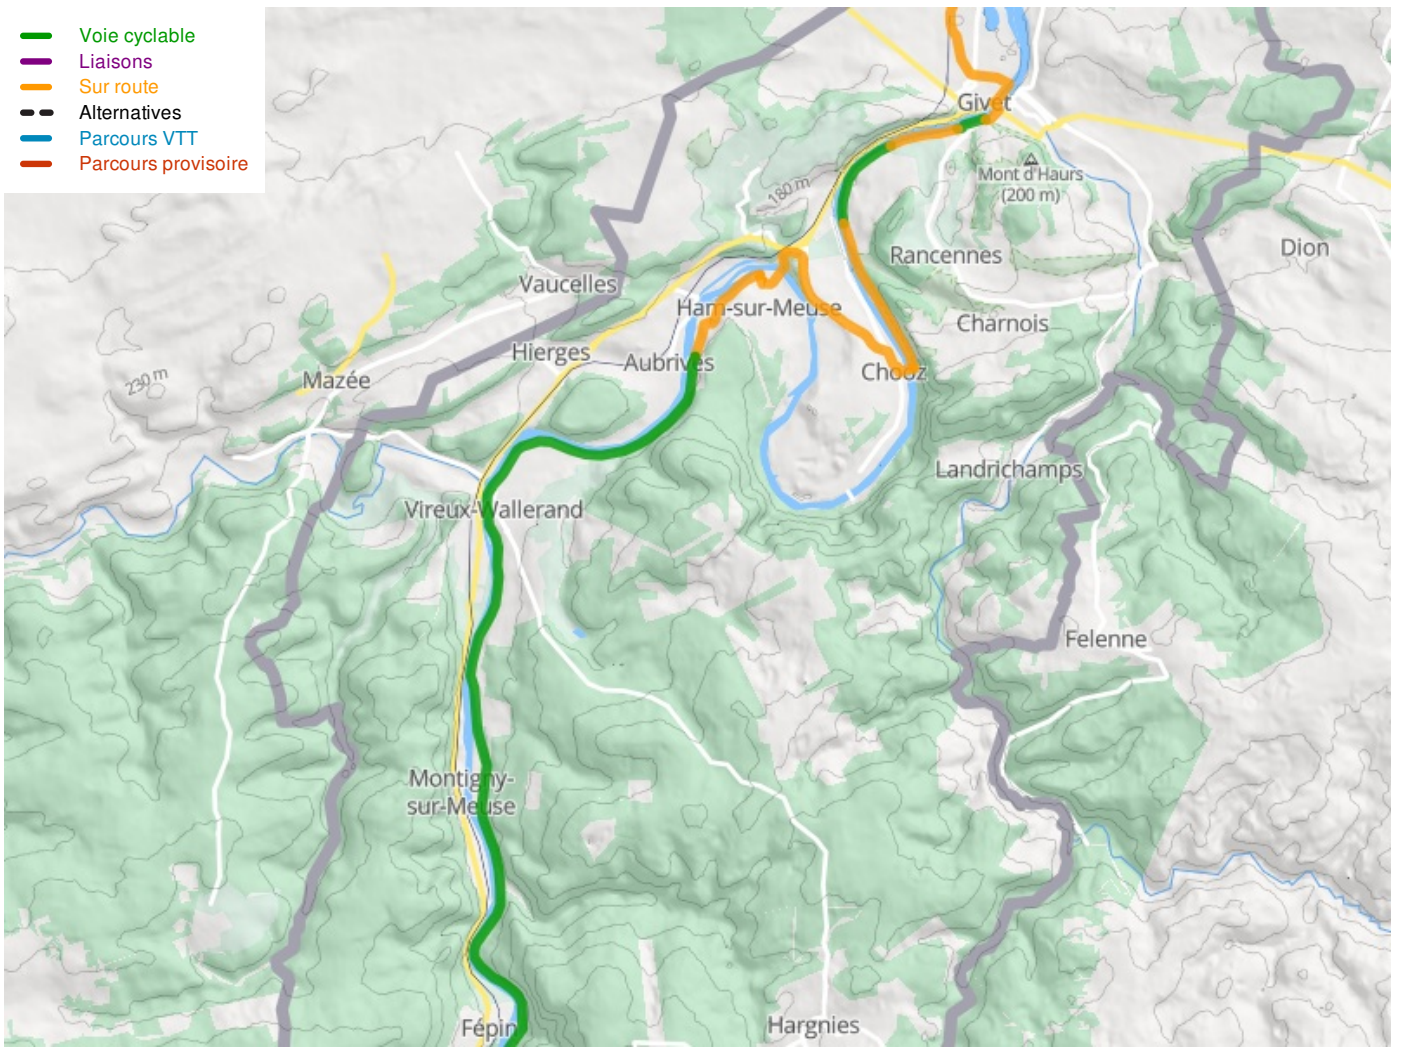 Voie cyclable
Liaisons
Sur route
Alternatives
Parcours VTT
Parcours provisoire
Givet
Mont d'Haurs
(200 m)
180 m
Rancennes
Dion
Vaucelles
Ham-sur-Meuse
Charnois
Hierges
Aubrives
Chooz
230 m
Mazée
Landrichamps
Vireux-Wallerand
Felenne
Montigny-
sur-Meuse
Fépin
Hargnies